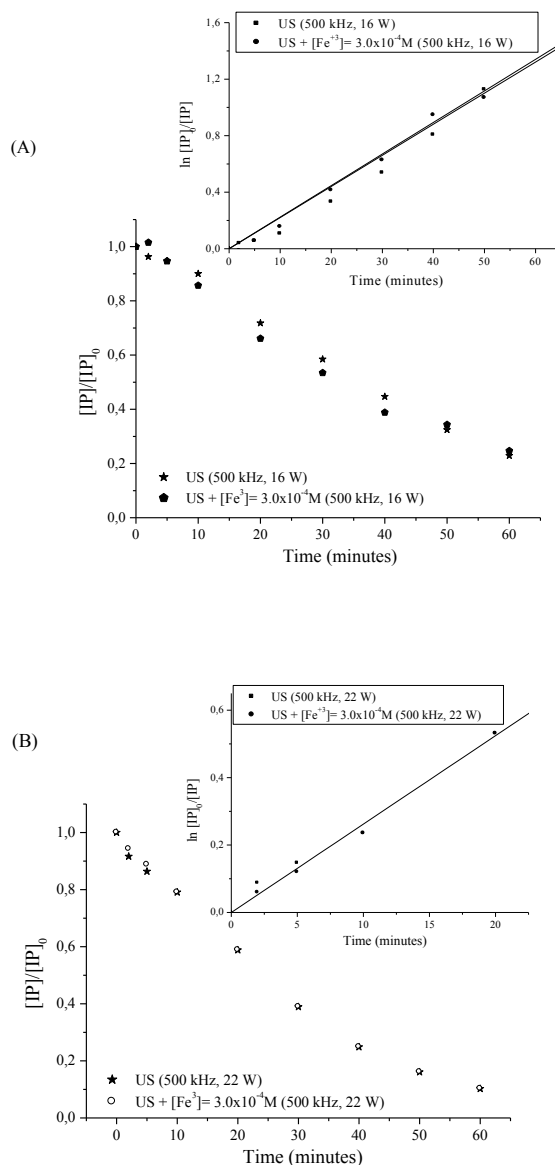 US (500 kHz, 16 W)
US + [Fe⁺³]= 3.0x10⁻⁴M (500 kHz, 16 W)
1,6
1,2
0,8
0,4
0,0
ln [IP]₀/[IP]
0 10 20 30 40 50 60
Time (minutes)
(A)
1,0
0,8
0,6
0,4
0,2
0,0
[IP]/[IP]₀
US (500 kHz, 16 W)
US + [Fe³]= 3.0x10⁻⁴M (500 kHz, 16 W)
0 10 20 30 40 50 60
Time (minutes)
US (500 kHz, 22 W)
US + [Fe⁺³]= 3.0x10⁻⁴M (500 kHz, 22 W)
0,6
0,4
0,2
0,0
ln [IP]₀/[IP]
0 5 10 15 20
Time (minutes)
(B)
1,0
0,8
0,6
0,4
0,2
0,0
[IP]/[IP]₀
US (500 kHz, 22 W)
US + [Fe³]= 3.0x10⁻⁴M (500 kHz, 22 W)
0 10 20 30 40 50 60
Time (minutes)